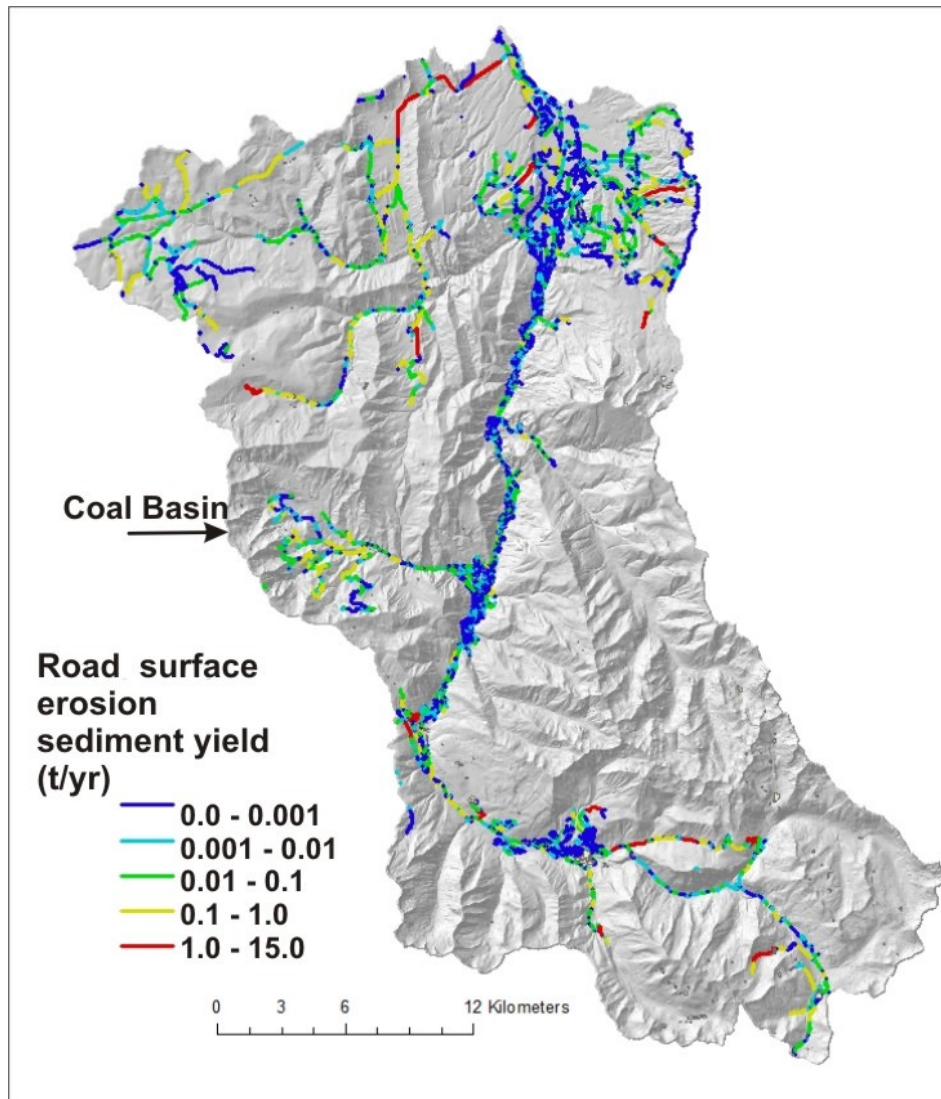 Coal Basin
Road surface
erosion
sediment yield
(t/yr)
0.0 - 0.001
0.001 - 0.01
0.01 - 0.1
0.1 - 1.0
1.0 - 15.0
0 3 6 12 Kilometers